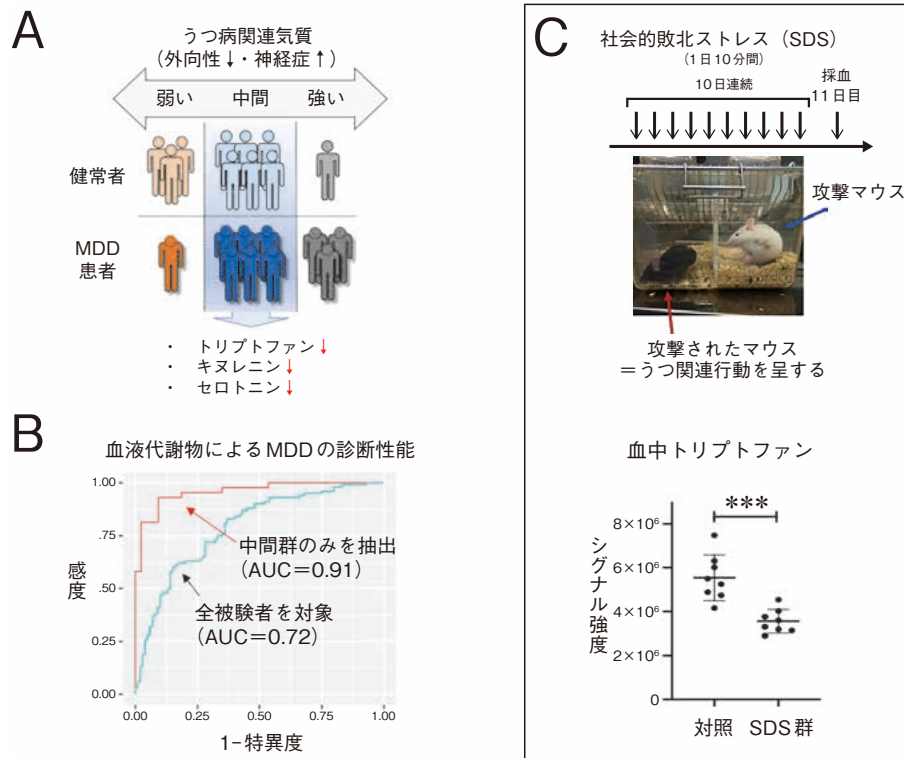 A
うつ病関連気質
（外向性↓・神経症↑）
弱い 中間 強い
健常者
MDD
患者
・ トリプトファン↓
・ キヌレニン↓
・ セロトニン↓
B
血液代謝物によるMDDの診断性能
1.00
.75
.50
0.25
0.00
感度
中間群のみを抽出
（AUC＝0.91）
全被験者を対象
（AUC＝0.72）
0.00 0.25 0.50 0.75 1.00
1−特異度
C
社会的敗北ストレス（SDS）
（1日10分間）
10日連続
採血
11日目
攻撃マウス
攻撃されたマウス
＝うつ関連行動を呈する
血中トリプトファン
***
シグナル強度
8×10⁶
6×10⁶
4×10⁶
2×10⁶
0
対照 SDS群